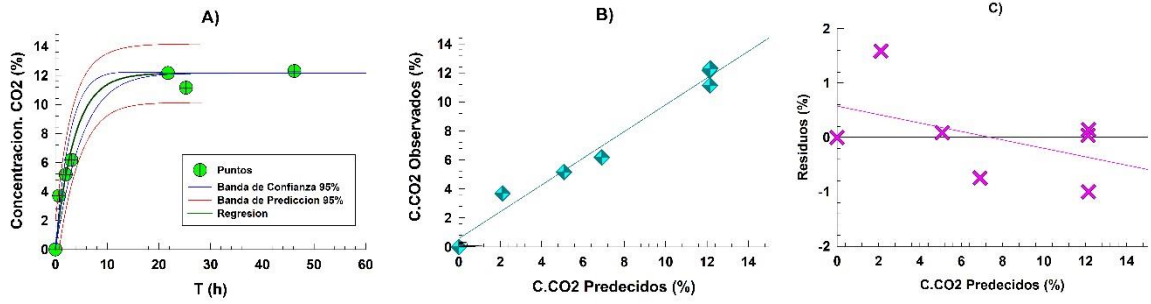 A)
Concentracion. CO2 (%)
14
12
10
8
6
4
2
0
0 20 40 60
T (h)
Puntos
Banda de Confianza 95%
Banda de Prediccion 95%
Regresion
B)
C.CO2 Observados (%)
14
12
10
8
6
4
2
0
0 2 4 6 8 10 12 14
C.CO2 Predecidos (%)
C)
Residuos (%)
2
1
0
-1
-2
0 2 4 6 8 10 12 14
C.CO2 Predecidos (%)